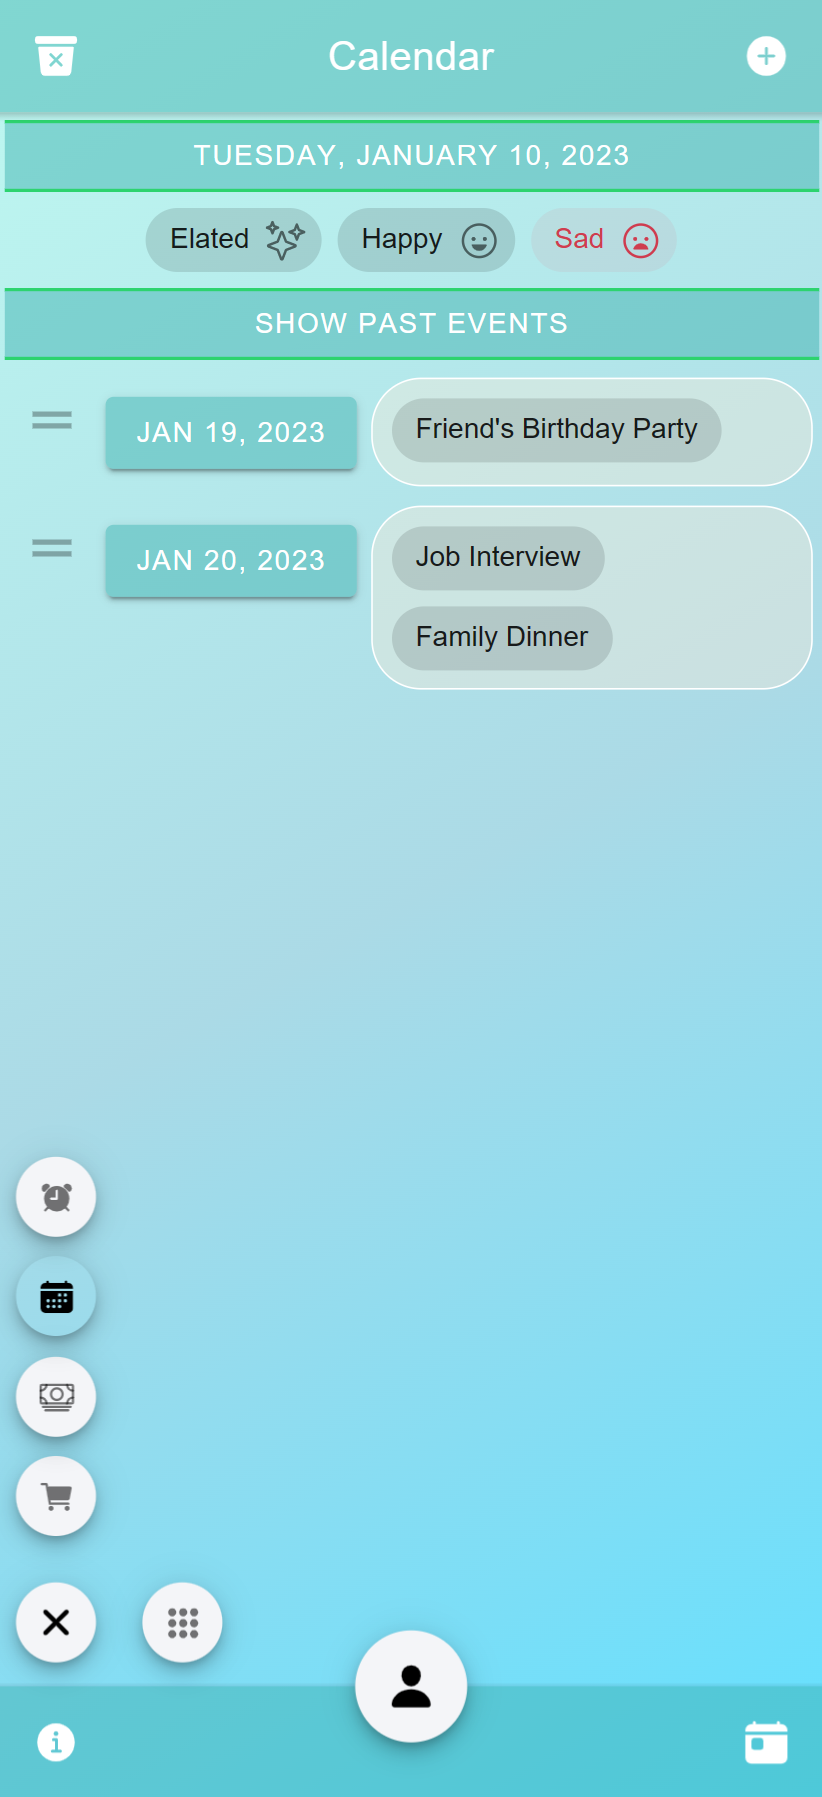 Calendar
TUESDAY, JANUARY 10, 2023
Elated Happy Sad
SHOW PAST EVENTS
JAN 19, 2023 Friend's Birthday Party
JAN 20, 2023 Job Interview
Family Dinner